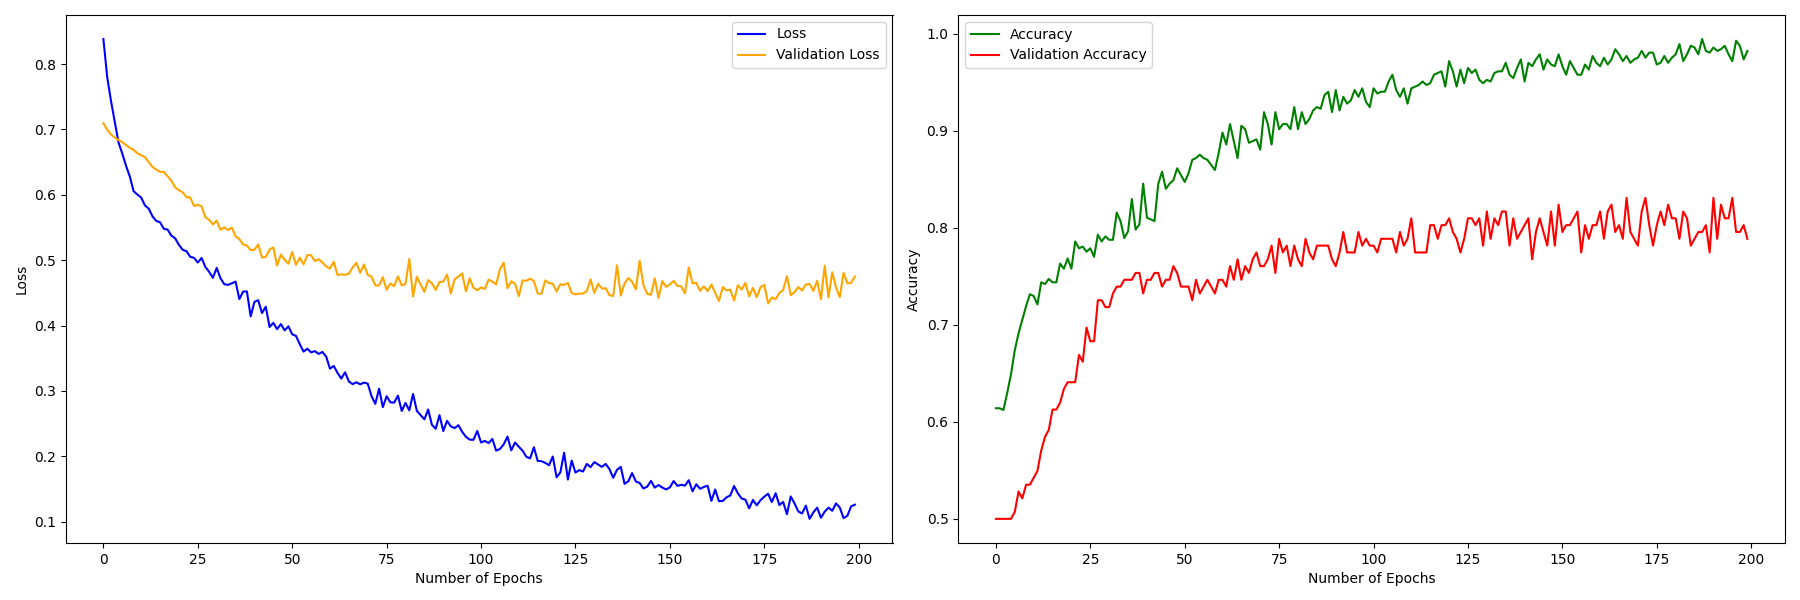 Loss
Validation Loss
0.8
0.7
0.6
0.5
0.4
0.3
0.2
0.1
Loss
0 25 50 75 100 125 150 175 200
Number of Epochs
Accuracy
Validation Accuracy
1.0
0.9
0.8
0.7
0.6
0.5
Accuracy
0 25 50 75 100 125 150 175 200
Number of Epochs